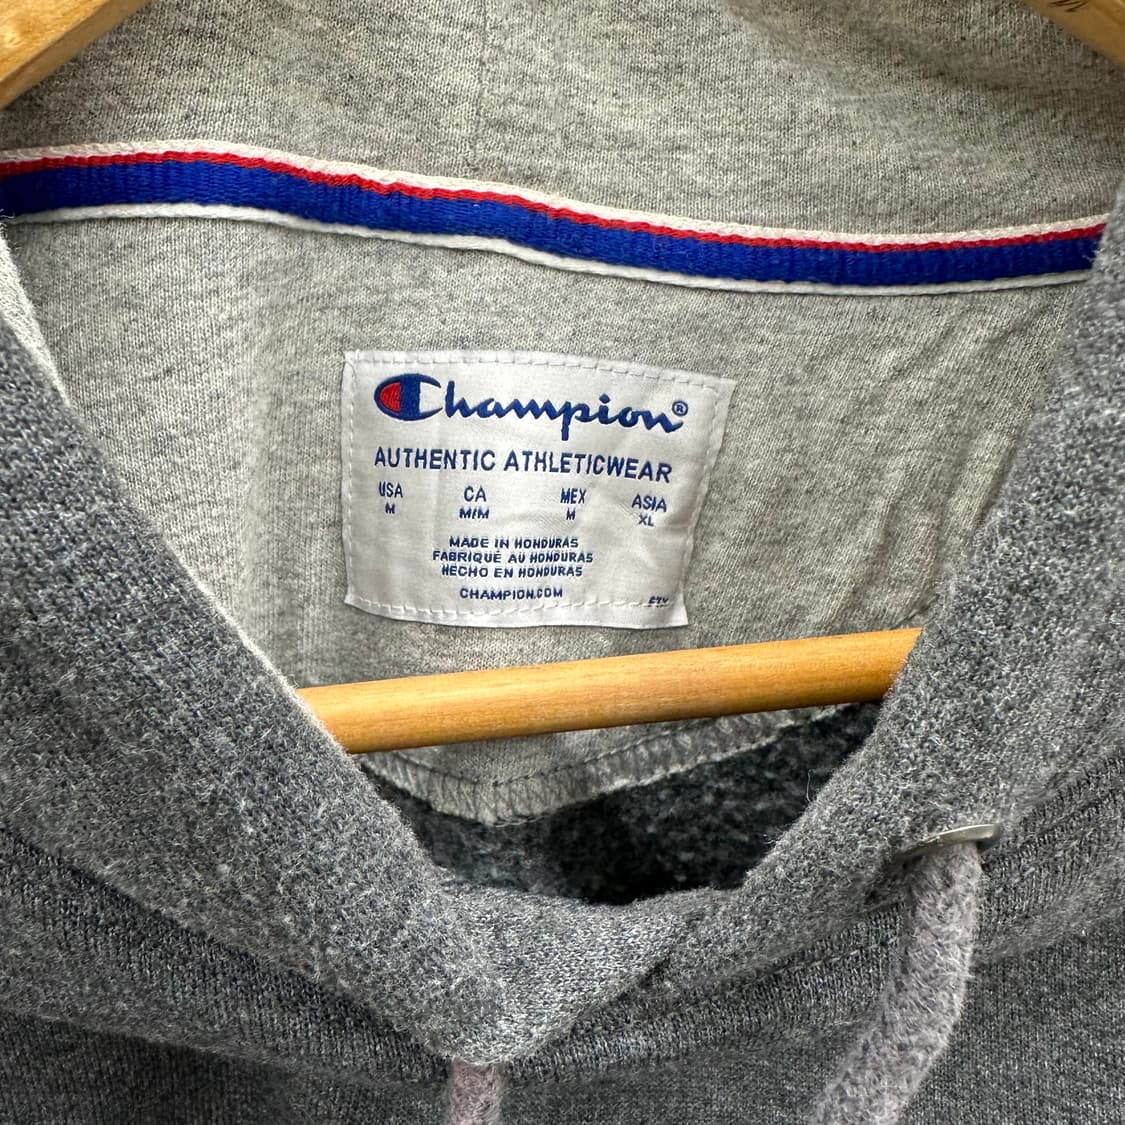 Champion®
AUTHENTIC ATHLETICWEAR
USA CA MEX ASIA
M M/M M XL
MADE IN HONDURAS
FABRIQUÉ AU HONDURAS
HECHO EN HONDURAS
CHAMPION.COM